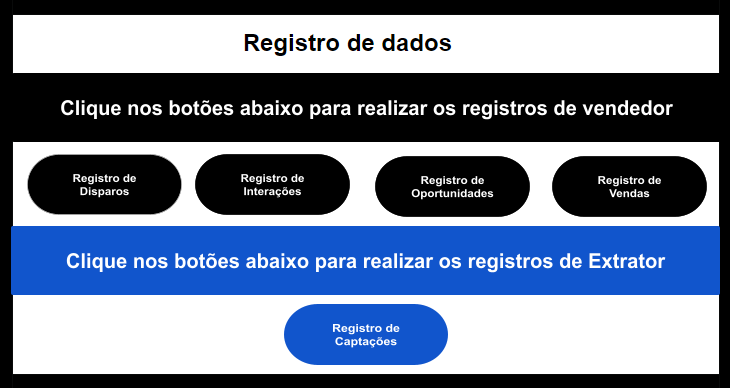 Registro de dados
Clique nos botões abaixo para realizar os registros de vendedor
Registro de
Disparos
Registro de
Interações
Registro de
Oportunidades
Registro de
Vendas
Clique nos botões abaixo para realizar os registros de Extrator
Registro de
Captações